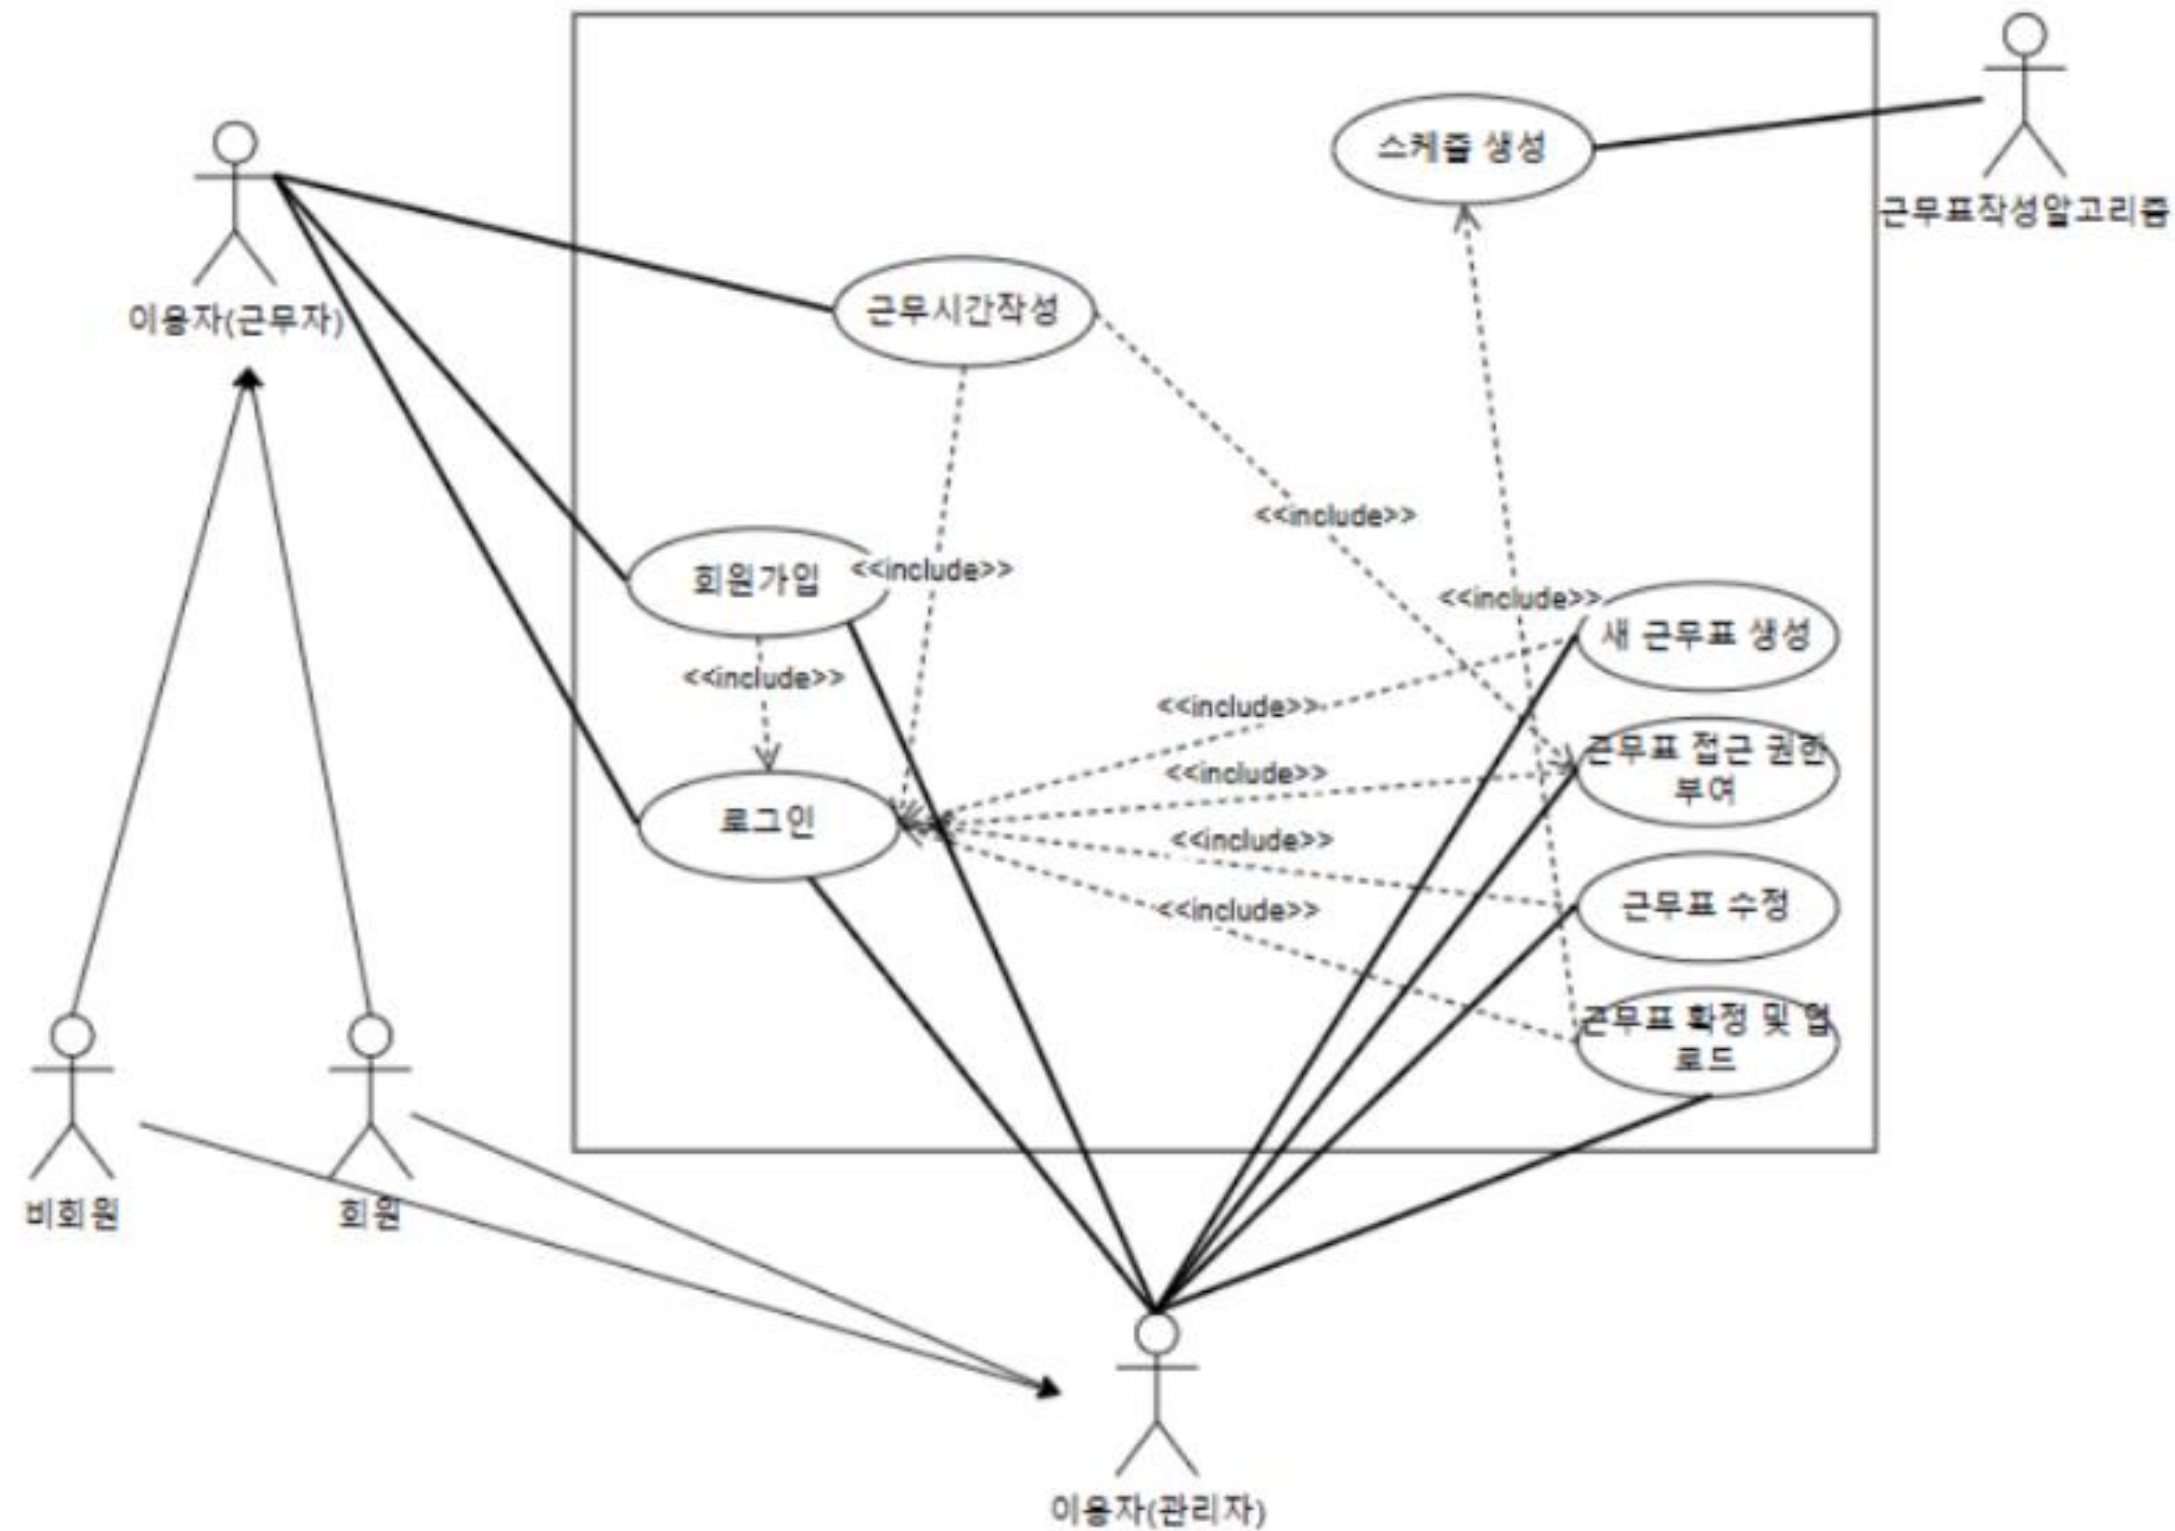 스케줄 생성
근무표작성알고리즘
이용자(근무자)
근무시간작성
<<include>>
<<include>>
회원가입
<<include>>
새 근무표 생성
<<include>>
<<include>>
근무표 접근 권한
부여
<<include>>
로그인
<<include>>
근무표 수정
<<include>>
근무표 확정 및 업
로드
비회원
회원
이용자(관리자)